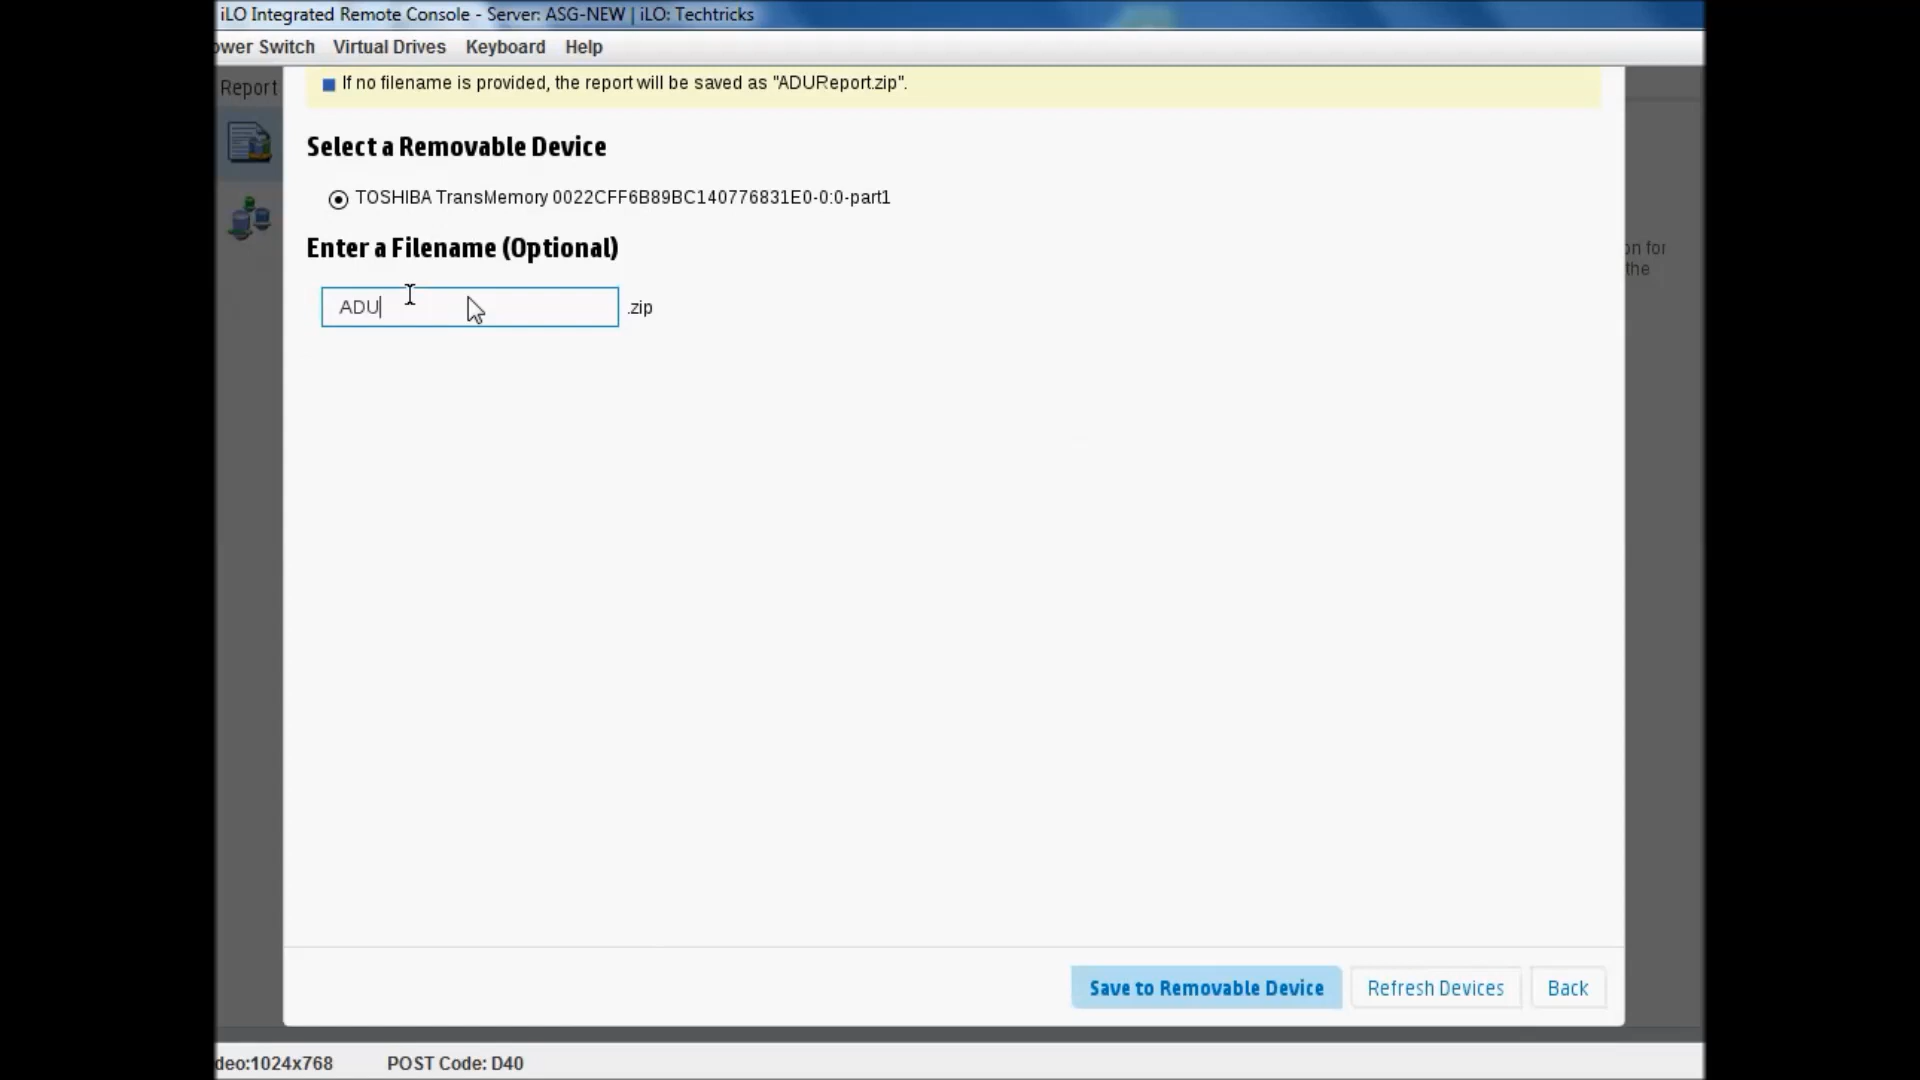 iLO Integrated Remote Console - Server: ASG-NEW | iLO: Techtricks
ower Switch Virtual Drives Keyboard Help
Report
If no filename is provided, the report will be saved as "ADUReport.zip".
Select a Removable Device
TOSHIBA TransMemory 0022CFF6B89BC140776831E0-0:0-part1
Enter a Filename (Optional)
on for
the
ADU .zip
Save to Removable Device Refresh Devices Back
deo:1024x768 POST Code: D40